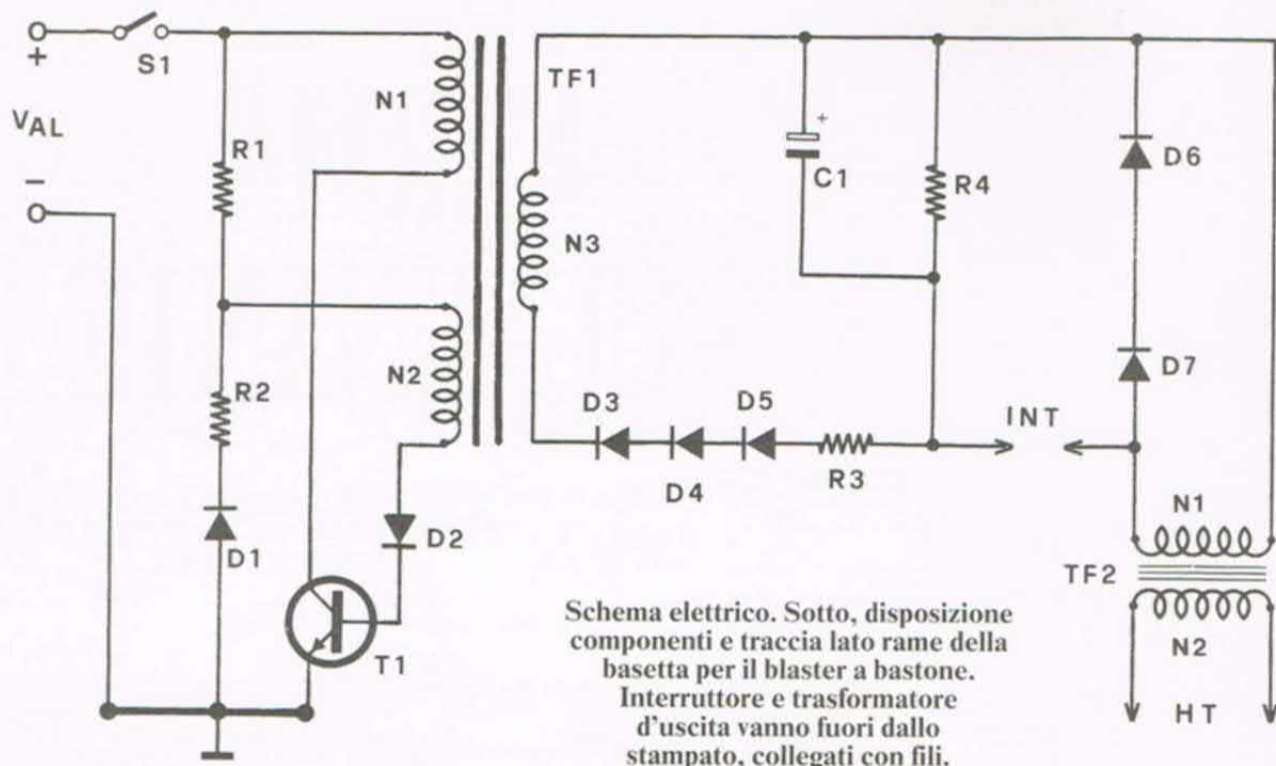 +
S1
VAL
-
R1
N1
TF1
N3
+
C1
R4
D6
D7
N2
R2
D1
D2
T1
D3
D4
D5
R3
INT
N1
TF2
N2
HT
Schema elettrico. Sotto, disposizione
componenti e traccia lato rame della
basetta per il blaster a bastone.
Interruttore e trasformatore
d'uscita vanno fuori dallo
stampato, collegati con fili.